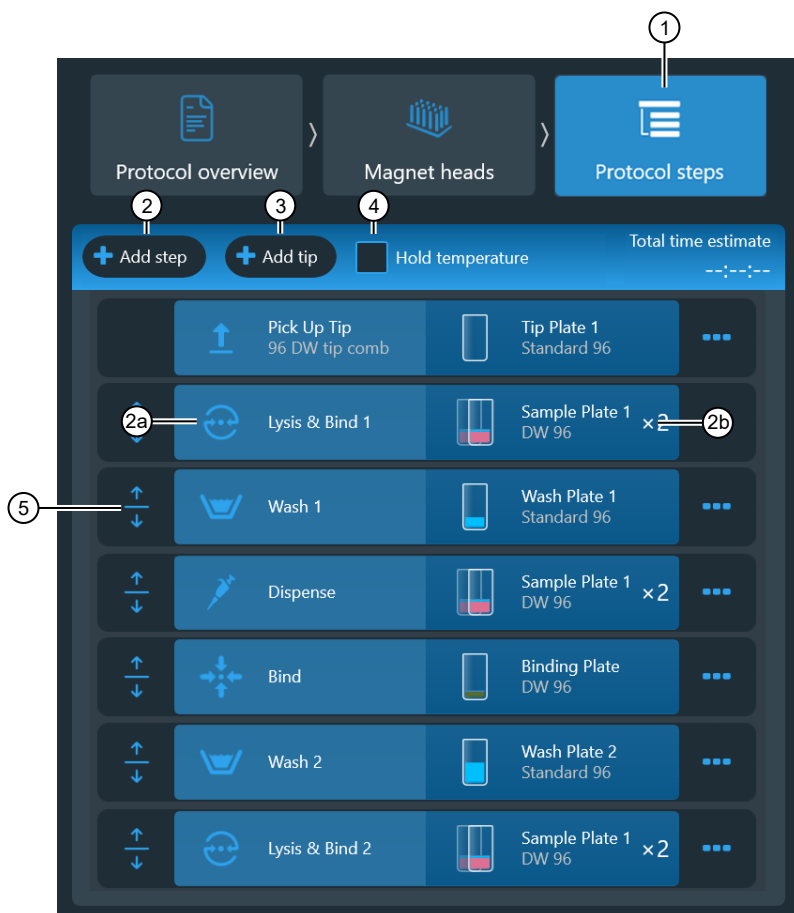 1
Protocol overview
Magnet heads
Protocol steps
2
3
4
Add step
Add tip
Hold temperature
Total time estimate
--:--:--
Pick Up Tip
96 DW tip comb
Tip Plate 1
Standard 96
2a
Lysis & Bind 1
Sample Plate 1
DW 96
×2
2b
5
Wash 1
Wash Plate 1
Standard 96
Dispense
Sample Plate 1
DW 96
×2
Bind
Binding Plate
DW 96
Wash 2
Wash Plate 2
Standard 96
Lysis & Bind 2
Sample Plate 1
DW 96
×2